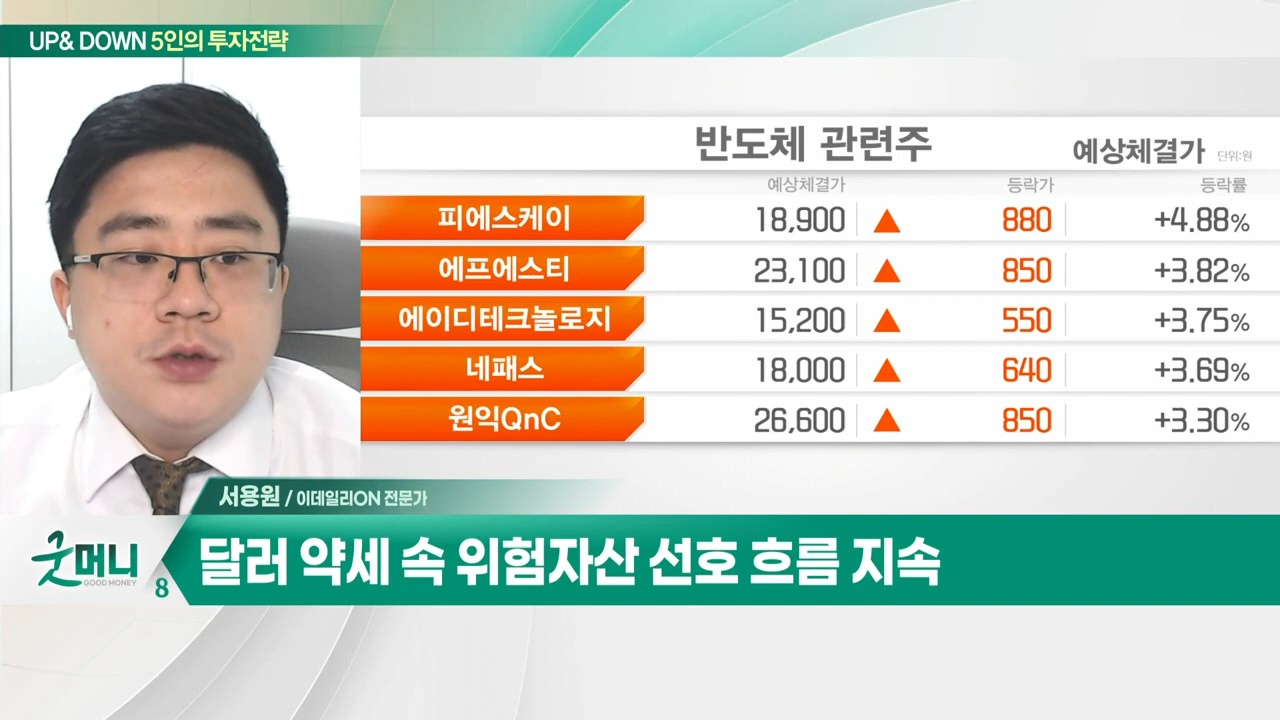 UP& DOWN 5인의 투자전략
반도체 관련주 예상체결가 단위:원
예상체결가 등락가 등락률
피에스케이 18,900 ▲ 880 +4.88%
에프에스티 23,100 ▲ 850 +3.82%
에이디테크놀로지 15,200 ▲ 550 +3.75%
네패스 18,000 ▲ 640 +3.69%
원익QnC 26,600 ▲ 850 +3.30%
서용원 / 이데일리ON 전문가
굿머니
GOOD MONEY
8
달러 약세 속 위험자산 선호 흐름 지속